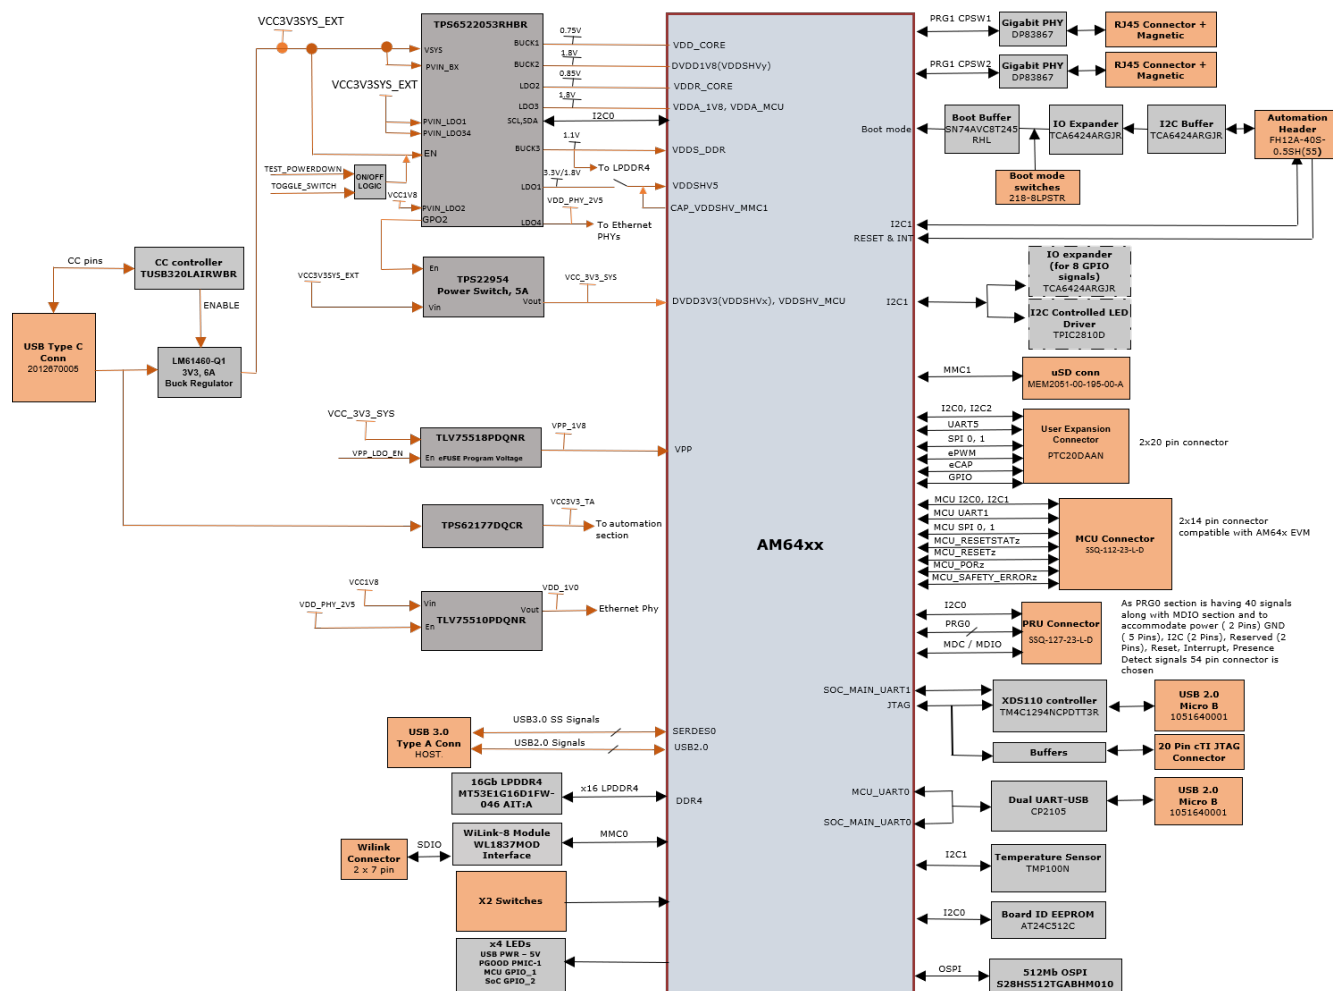 VCC3V3SYS_EXT
TPS6522053RHBR
VSYS
PVIN_BX
VCC3V3SYS_EXT
PVIN_LDO1
PVIN_LDO34
EN
TEST_POWERDOWN
TOGGLE_SWITCH
ON/OFF
LOGIC
VCC1V8
PVIN_LDO2
GPO2
BUCK1
BUCK2
LDO2
LDO3
SCL,SDA
BUCK3
LDO1
LDO4
0.75V
1.8V
0.85V
1.8V
I2C0
1.1V
To LPDDR4
3.3V/1.8V
VDD_PHY_2V5
To Ethernet
PHYs
VDD_CORE
DVDD1V8(VDDSHVy)
VDDR_CORE
VDDA_1V8, VDDA_MCU
VDDS_DDR
VDDSHV5
CAP_VDDSHV_MMC1
CC pins
CC controller
TUSB320LAIRWBR
ENABLE
USB Type C
Conn
2012670005
LM61460-Q1
3V3, 6A
Buck Regulator
VCC3V3SYS_EXT
En
TPS22954
Power Switch, 5A
Vin
Vout
VCC_3V3_SYS
DVDD3V3(VDDSHVx), VDDSHV_MCU
VCC_3V3_SYS
VPP_LDO_EN
TLV75518PDQNR
En eFUSE Program Voltage
VPP_1V8
VPP
TPS62177DQCR
VCC3V3_TA
To automation
section
VCC1V8
VDD_PHY_2V5
Vin
Vout
TLV75510PDQNR
En
VDD_1V0
Ethernet Phy
AM64xx
USB 3.0
Type A Conn
HOST.
USB3.0 SS Signals
USB2.0 Signals
SERDES0
USB2.0
16Gb LPDDR4
MT53E1G16D1FW-
046 AIT:A
x16 LPDDR4
DDR4
Wilink
Connector
2 x 7 pin
SDIO
WiLink-8 Module
WL1837MOD
Interface
MMC0
X2 Switches
x4 LEDs
USB PWR – 5V
PGOOD PMIC-1
MCU GPIO_1
SoC GPIO_2
PRG1 CPSW1
Gigabit PHY
DP83867
RJ45 Connector +
Magnetic
PRG1 CPSW2
Gigabit PHY
DP83867
RJ45 Connector +
Magnetic
Boot mode
Boot Buffer
SN74AVC8T245
RHL
IO Expander
TCA6424ARGJR
I2C Buffer
TCA6424ARGJR
Automation
Header
FH12A-40S-
0.5SH(55)
Boot mode
switches
218-8LPSTR
I2C1
RESET & INT
I2C1
IO expander
(for 8 GPIO
signals)
TCA6424ARGJR
I2C Controlled LED
Driver
TPIC2810D
MMC1
uSD conn
MEM2051-00-195-00-A
I2C0, I2C2
UART5
SPI 0, 1
ePWM
eCAP
GPIO
User Expansion
Connector
PTC20DAAN
2x20 pin connector
MCU I2C0, I2C1
MCU UART1
MCU SPI 0, 1
MCU_RESETSTATz
MCU_RESETz
MCU_PORz
MCU_SAFETY_ERRORz
MCU Connector
SSQ-112-23-L-D
2x14 pin connector
compatible with AM64x EVM
I2C0
PRG0
MDC / MDIO
PRU Connector
SSQ-127-23-L-D
As PRG0 section is having 40 signals
along with MDIO section and to
accommodate power ( 2 Pins) GND
( 5 Pins), I2C (2 Pins), Reserved (2
Pins), Reset, Interrupt, Presence
Detect signals 54 pin connector is
chosen
SOC_MAIN_UART1
JTAG
XDS110 controller
TM4C1294NCPDTT3R
USB 2.0
Micro B
1051640001
Buffers
20 Pin cTI JTAG
Connector
MCU_UART0
SOC_MAIN_UART0
Dual UART-USB
CP2105
USB 2.0
Micro B
1051640001
I2C1
Temperature Sensor
TMP100N
I2C0
Board ID EEPROM
AT24C512C
OSPI
512Mb OSPI
S28HS512TGABHM010